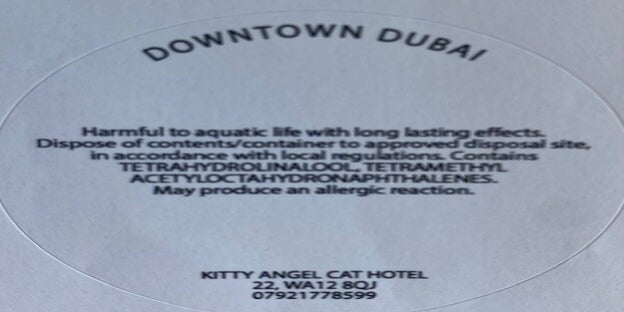 DOWNTOWN DUBAI
Harmful to aquatic life with long lasting effects.
Dispose of contents/container to approved disposal site,
in accordance with local regulations. Contains
TETRAHYDROLINALOOL, TETRAMETHYL
ACETYLOCTAHYDRONAPHTHALENES.
May produce an allergic reaction.
KITTY ANGEL CAT HOTEL
22, WA12 8QJ
07921778599